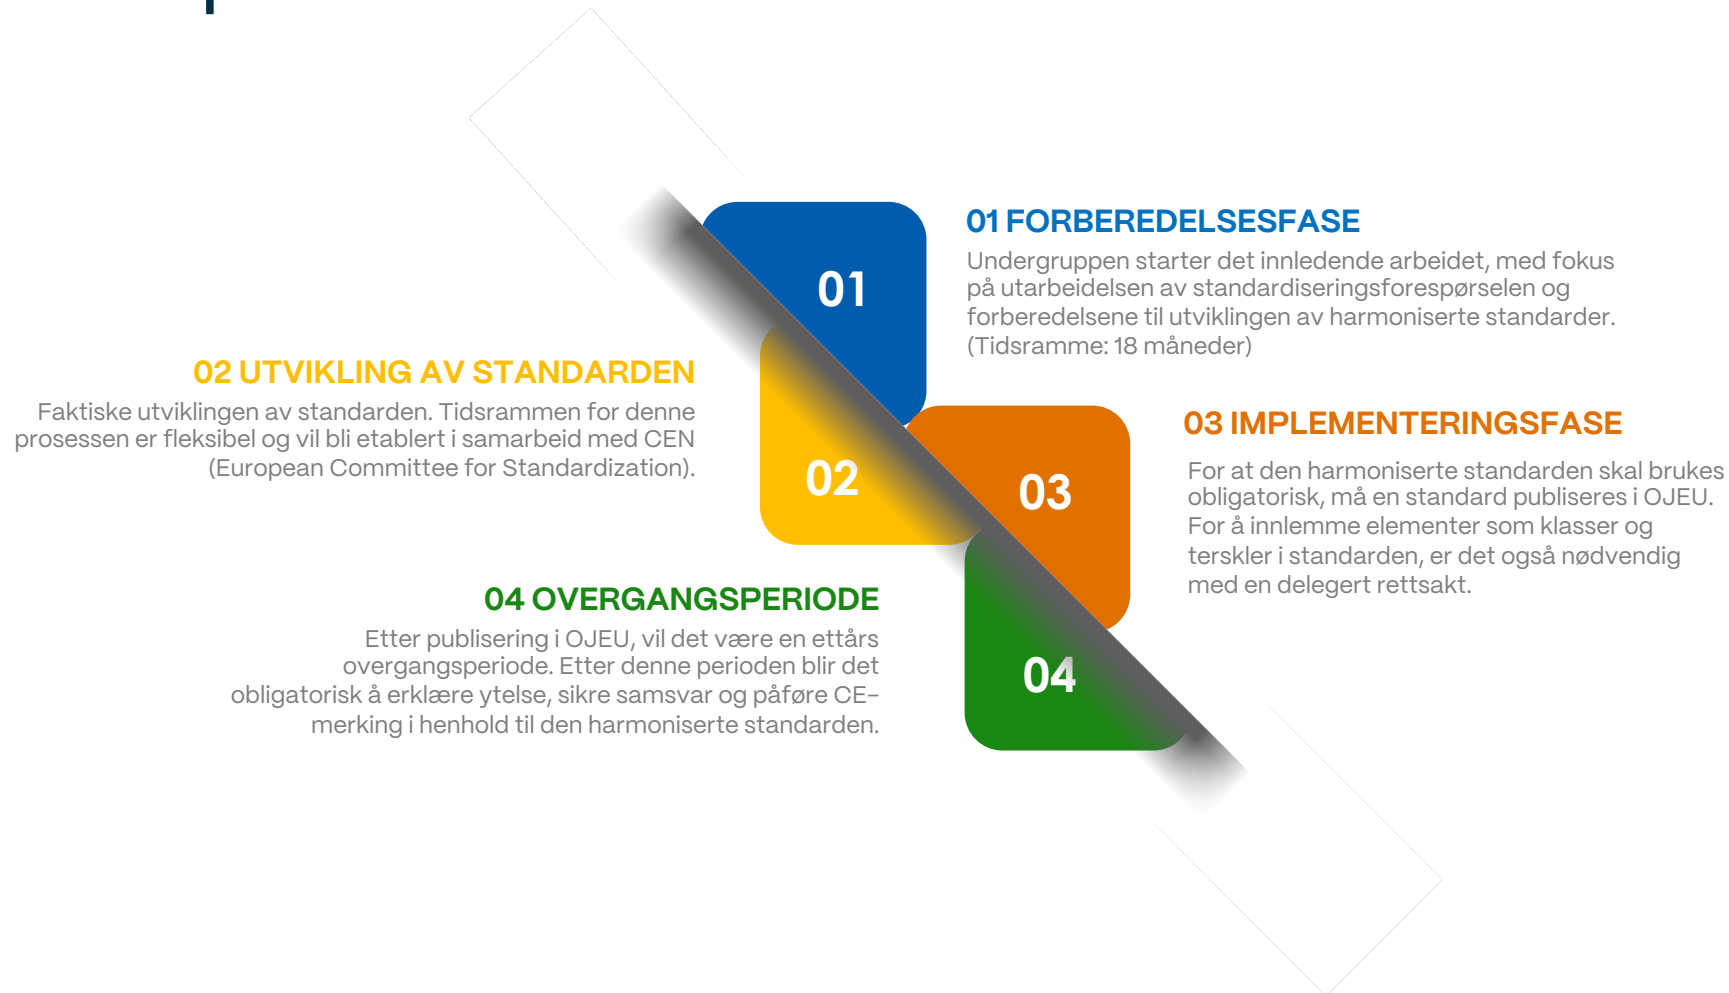 01 FORBEREDELSESFASE
Undergruppen starter det innledende arbeidet, med fokus
på utarbeidelsen av standardiseringsforespørselen og
forberedelsene til utviklingen av harmoniserte standarder.
(Tidsramme: 18 måneder)
01
02 UTVIKLING AV STANDARDEN
Faktiske utviklingen av standarden. Tidsrammen for denne
prosessen er fleksibel og vil bli etablert i samarbeid med CEN
(European Committee for Standardization).
02
03 IMPLEMENTERINGSFASE
For at den harmoniserte standarden skal brukes
obligatorisk, må en standard publiseres i OJEU.
For å innlemme elementer som klasser og
terskler i standarden, er det også nødvendig
med en delegert rettsakt.
03
04 OVERGANGSPERIODE
Etter publisering i OJEU, vil det være en ettårs
overgangsperiode. Etter denne perioden blir det
obligatorisk å erklære ytelse, sikre samsvar og påføre CE-
merking i henhold til den harmoniserte standarden.
04